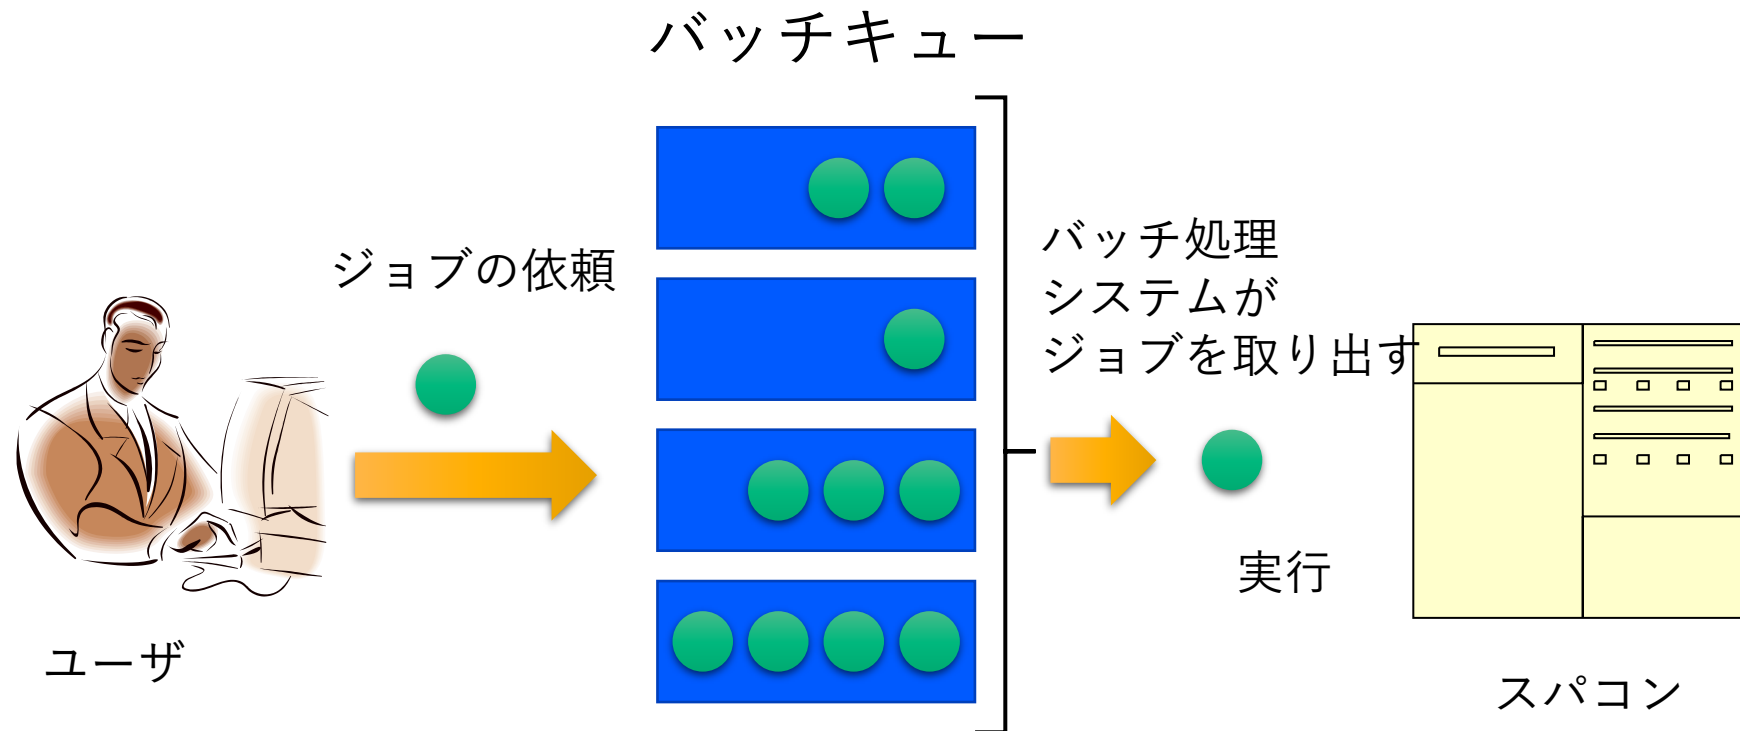 バッチキュー
ジョブの依頼
バッチ処理
システムが
ジョブを取り出す
実行
ユーザ
スパコン